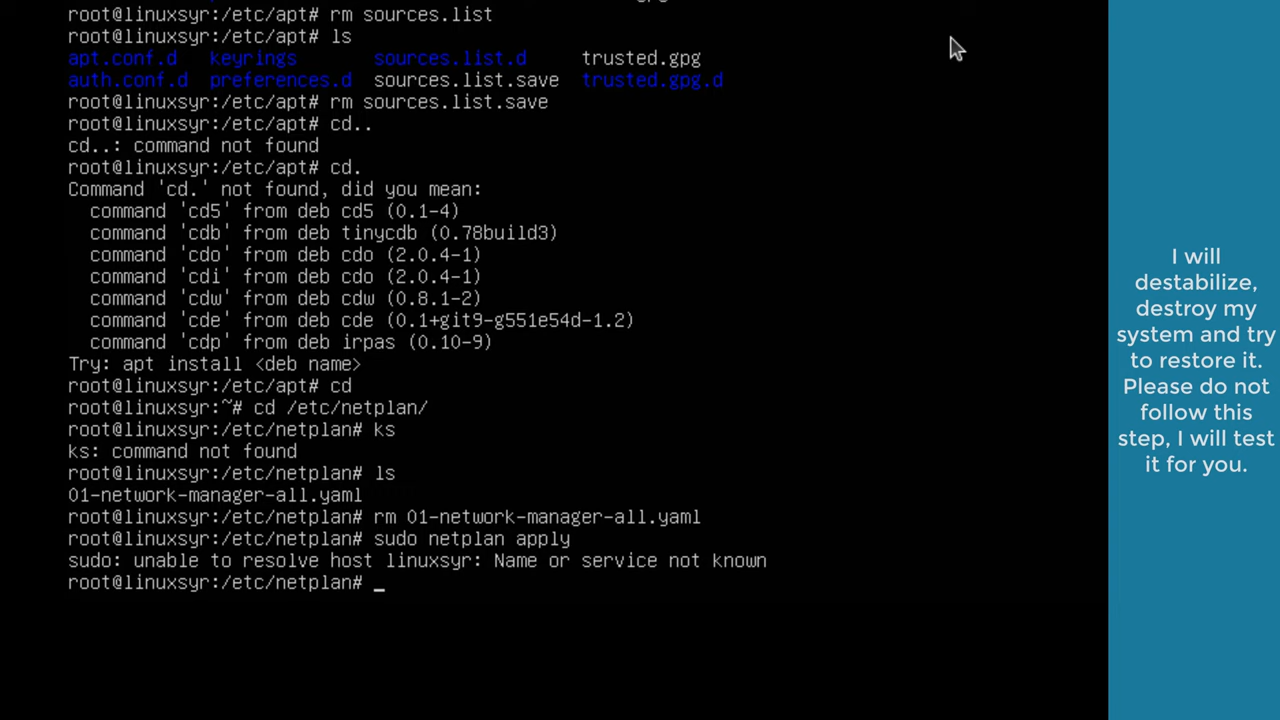 root@linuxsyr:/etc/apt# rm sources.list
root@linuxsyr:/etc/apt# ls
apt.conf.d keyrings sources.list.d trusted.gpg
auth.conf.d preferences.d sources.list.save trusted.gpg.d
root@linuxsyr:/etc/apt# rm sources.list.save
root@linuxsyr:/etc/apt# cd..
cd..: command not found
root@linuxsyr:/etc/apt# cd.
Command 'cd.' not found, did you mean:
command 'cd5' from deb cd5 (0.1-4)
command 'cdb' from deb tinycdb (0.78build3)
command 'cdo' from deb cdo (2.0.4-1)
command 'cdi' from deb cdo (2.0.4-1)
command 'cdw' from deb cdw (0.8.1-2)
command 'cde' from deb cde (0.1+git9-g551e54d-1.2)
command 'cdp' from deb irpas (0.10-9)
Try: apt install <deb name>
root@linuxsyr:/etc/apt# cd
root@linuxsyr:~# cd /etc/netplan/
root@linuxsyr:/etc/netplan# ks
ks: command not found
root@linuxsyr:/etc/netplan# ls
01-network-manager-all.yaml
root@linuxsyr:/etc/netplan# rm 01-network-manager-all.yaml
root@linuxsyr:/etc/netplan# sudo netplan apply
sudo: unable to resolve host linuxsyr: Name or service not known
root@linuxsyr:/etc/netplan# _
I will
destabilize,
destroy my
system and try
to restore it.
Please do not
follow this
step, I will test
it for you.